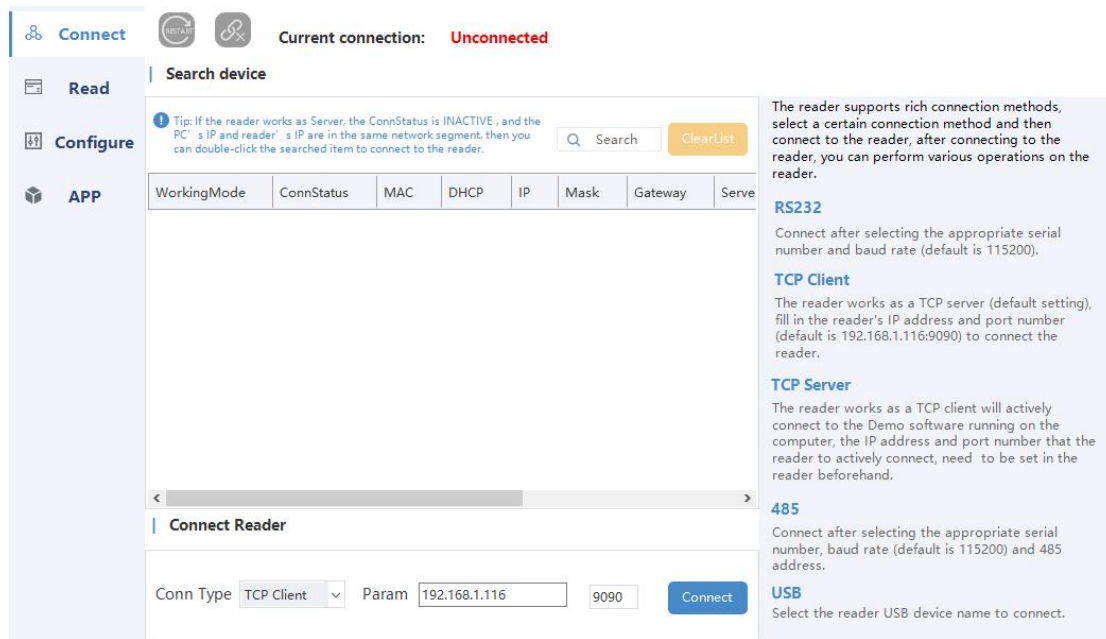 Connect
RESTART
Current connection: Unconnected
Search device
Read
Configure
APP
Tip: If the reader works as Server, the ConnStatus is INACTIVE , and the
PC’ s IP and reader’ s IP are in the same network segment, then you
can double-click the searched item to connect to the reader.
Search
ClearList
WorkingMode ConnStatus MAC DHCP IP Mask Gateway Serve
Connect Reader
Conn Type TCP Client Param 192.168.1.116 9090 Connect
The reader supports rich connection methods,
select a certain connection method and then
connect to the reader, after connecting to the
reader, you can perform various operations on the
reader.
RS232
Connect after selecting the appropriate serial
number and baud rate (default is 115200).
TCP Client
The reader works as a TCP server (default setting),
fill in the reader's IP address and port number
(default is 192.168.1.116:9090) to connect the
reader.
TCP Server
The reader works as a TCP client will actively
connect to the Demo software running on the
computer, the IP address and port number that the
reader to actively connect, need to be set in the
reader beforehand.
485
Connect after selecting the appropriate serial
number, baud rate (default is 115200) and 485
address.
USB
Select the reader USB device name to connect.